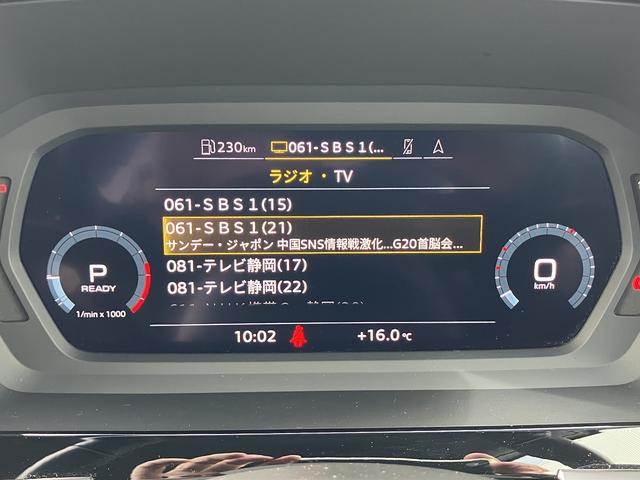 230km 061-ＳＢＳ１(...
ラジオ・TV
061-ＳＢＳ１(15)
061-ＳＢＳ１(21)
サンデー・ジャポン 中国SNS情報戦激化...G20首脳会...
081-テレビ静岡(17)
081-テレビ静岡(22)
P
READY
1/min x 1000
0
km/h
10:02 +16.0℃